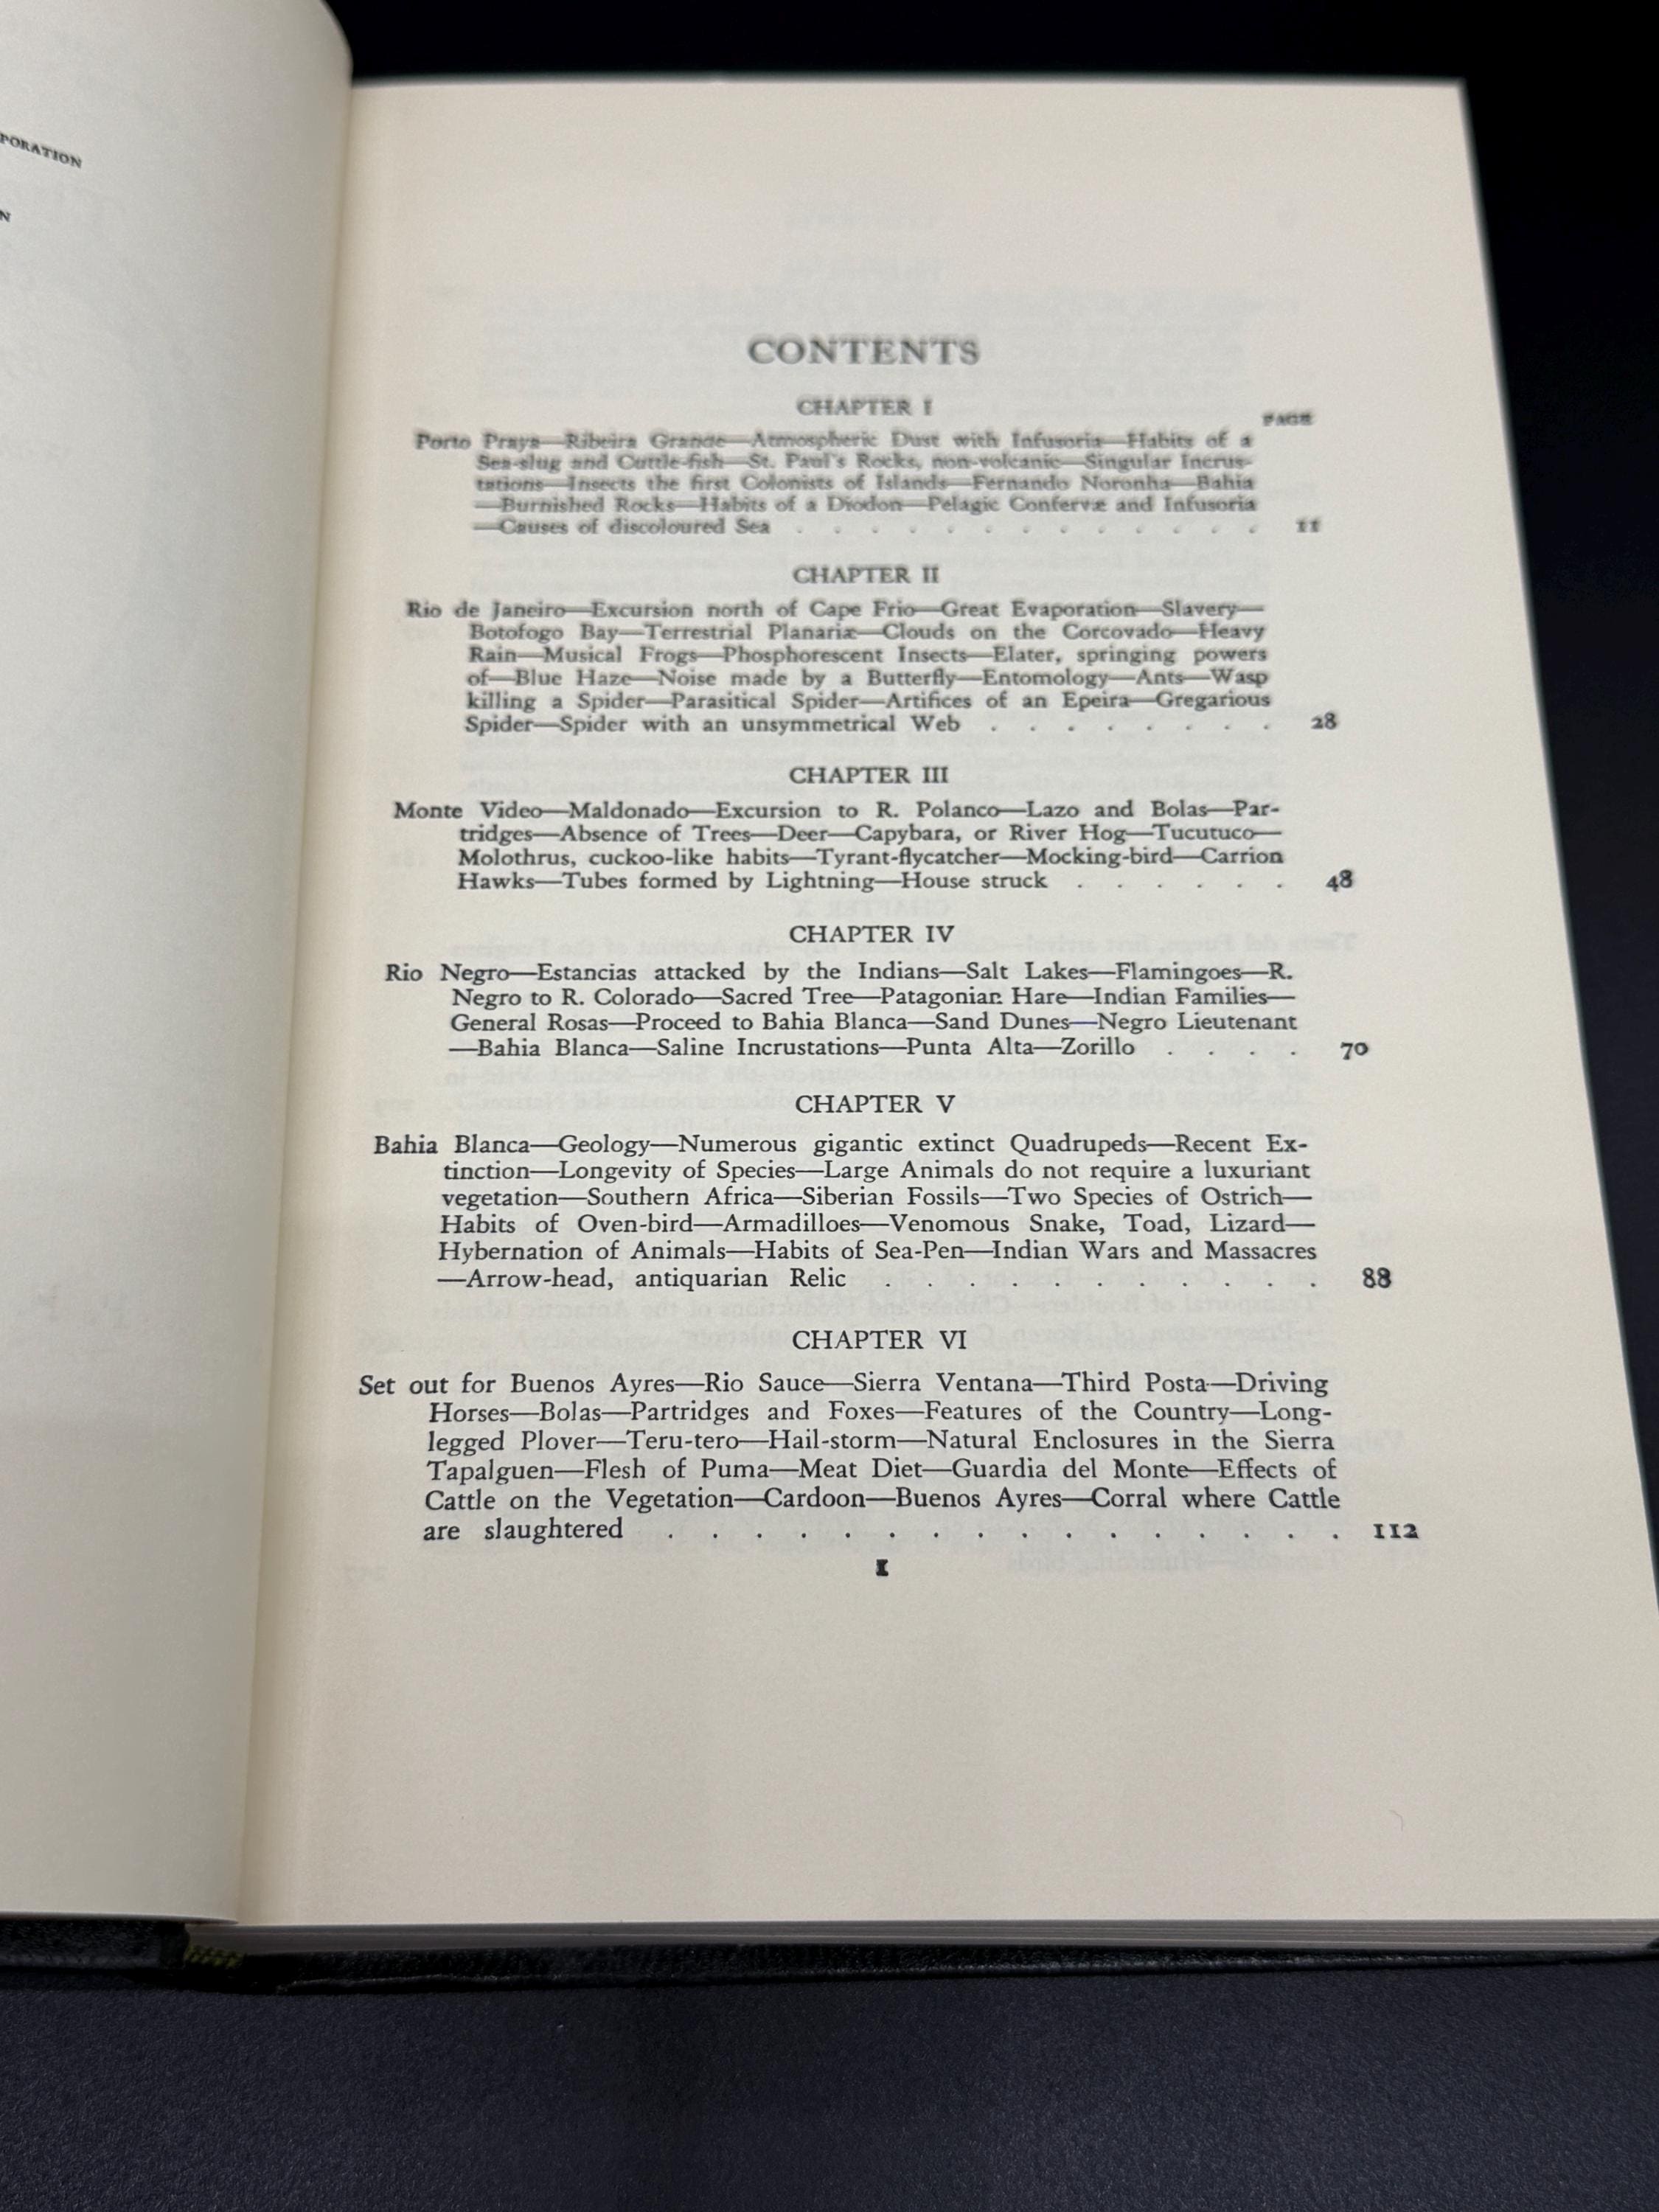 PORATION
N
CONTENTS
CHAPTER I
PAGE
Porto Praya—Ribeira Grande—Atmospheric Dust with Infusoria—Habits of a
Sea-slug and Cuttle-fish—St. Paul's Rocks, non-volcanic—Singular Incrus-
tations—Insects the first Colonists of Islands—Fernando Noronha—Bahia
—Burnished Rocks—Habits of a Diodon—Pelagic Confervæ and Infusoria
—Causes of discoloured Sea . . . . . . . . . . . . . 11
CHAPTER II
Rio de Janeiro—Excursion north of Cape Frio—Great Evaporation—Slavery—
Botofogo Bay—Terrestrial Planariæ—Clouds on the Corcovado—Heavy
Rain—Musical Frogs—Phosphorescent Insects—Elater, springing powers
of—Blue Haze—Noise made by a Butterfly—Entomology—Ants—Wasp
killing a Spider—Parasitical Spider—Artifices of an Epeira—Gregarious
Spider—Spider with an unsymmetrical Web . . . . . . . . 28
CHAPTER III
Monte Video—Maldonado—Excursion to R. Polanco—Lazo and Bolas—Par-
tridges—Absence of Trees—Deer—Capybara, or River Hog—Tucutuco—
Molothrus, cuckoo-like habits—Tyrant-flycatcher—Mocking-bird—Carrion
Hawks—Tubes formed by Lightning—House struck . . . . . . 48
CHAPTER IV
Rio Negro—Estancias attacked by the Indians—Salt Lakes—Flamingoes—R.
Negro to R. Colorado—Sacred Tree—Patagonian Hare—Indian Families—
General Rosas—Proceed to Bahia Blanca—Sand Dunes—Negro Lieutenant
—Bahia Blanca—Saline Incrustations—Punta Alta—Zorillo . . . . 70
CHAPTER V
Bahia Blanca—Geology—Numerous gigantic extinct Quadrupeds—Recent Ex-
tinction—Longevity of Species—Large Animals do not require a luxuriant
vegetation—Southern Africa—Siberian Fossils—Two Species of Ostrich—
Habits of Oven-bird—Armadilloes—Venomous Snake, Toad, Lizard—
Hybernation of Animals—Habits of Sea-Pen—Indian Wars and Massacres
—Arrow-head, antiquarian Relic . . . . . . . . . . . 88
CHAPTER VI
Set out for Buenos Ayres—Rio Sauce—Sierra Ventana—Third Posta—Driving
Horses—Bolas—Partridges and Foxes—Features of the Country—Long-
legged Plover—Teru-tero—Hail-storm—Natural Enclosures in the Sierra
Tapalguen—Flesh of Puma—Meat Diet—Guardia del Monte—Effects of
Cattle on the Vegetation—Cardoon—Buenos Ayres—Corral where Cattle
are slaughtered . . . . . . . . . . . . . . . . 112
1